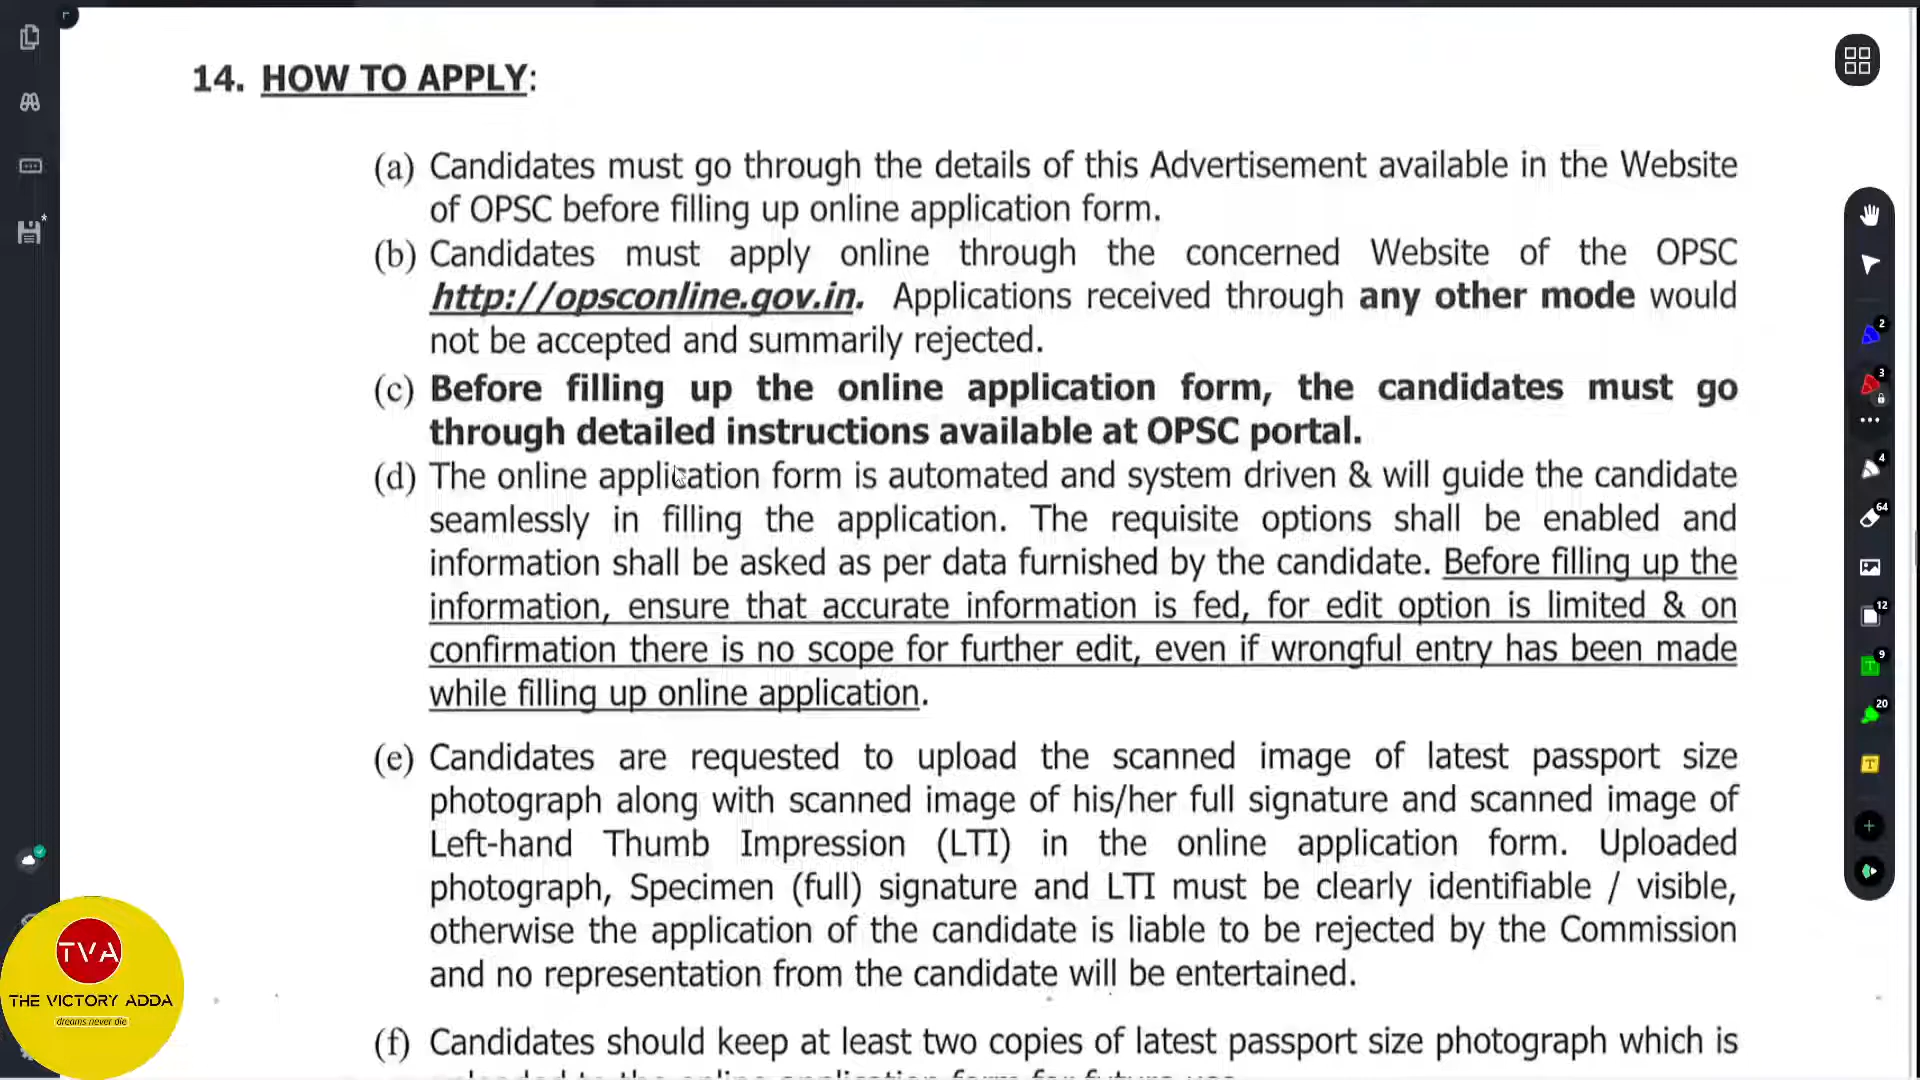 14. HOW TO APPLY:
(a) Candidates must go through the details of this Advertisement available in the Website
of OPSC before filling up online application form.
(b) Candidates must apply online through the concerned Website of the OPSC
http://opsconline.gov.in. Applications received through any other mode would
not be accepted and summarily rejected.
(c) Before filling up the online application form, the candidates must go
through detailed instructions available at OPSC portal.
(d) The online application form is automated and system driven & will guide the candidate
seamlessly in filling the application. The requisite options shall be enabled and
information shall be asked as per data furnished by the candidate. Before filling up the
information, ensure that accurate information is fed, for edit option is limited & on
confirmation there is no scope for further edit, even if wrongful entry has been made
while filling up online application.
(e) Candidates are requested to upload the scanned image of latest passport size
photograph along with scanned image of his/her full signature and scanned image of
Left-hand Thumb Impression (LTI) in the online application form. Uploaded
photograph, Specimen (full) signature and LTI must be clearly identifiable / visible,
otherwise the application of the candidate is liable to be rejected by the Commission
and no representation from the candidate will be entertained.
(f) Candidates should keep at least two copies of latest passport size photograph which is
2
3
4
64
12
9
T
20
T
TVA
THE VICTORY ADDA
dreams never die